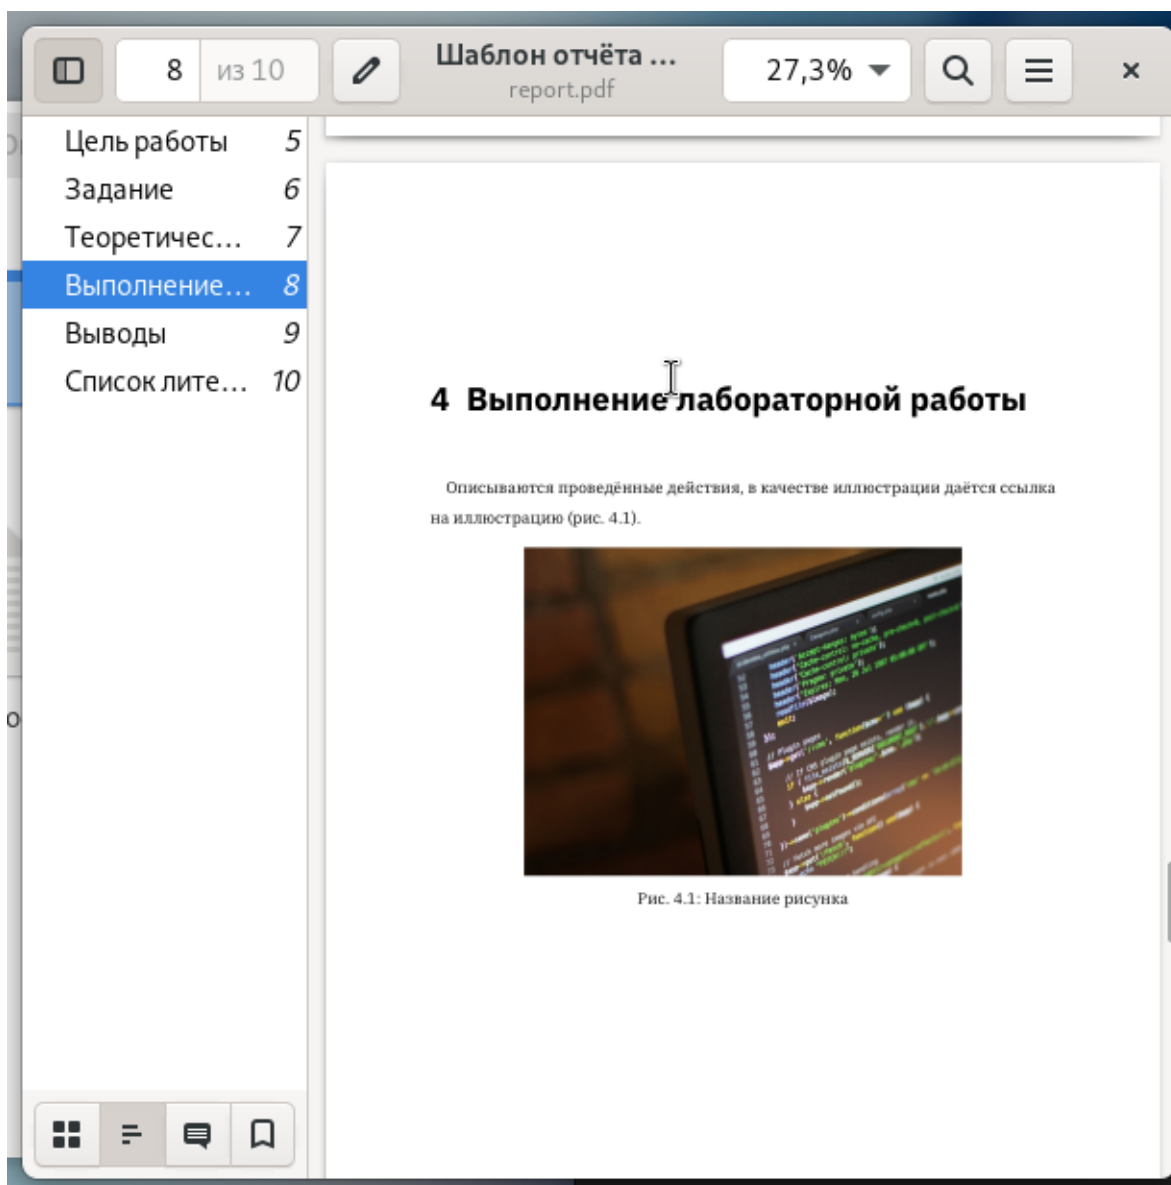 8 из 10
Шаблон отчёта ...
report.pdf
27,3%
Цель работы 5
Задание 6
Теоретичес... 7
Выполнение... 8
Выводы 9
Список лите... 10
4 Выполнение лабораторной работы
Описываются проведённые действия, в качестве иллюстрации даётся ссылка
на иллюстрацию (рис. 4.1).
Рис. 4.1: Название рисунка